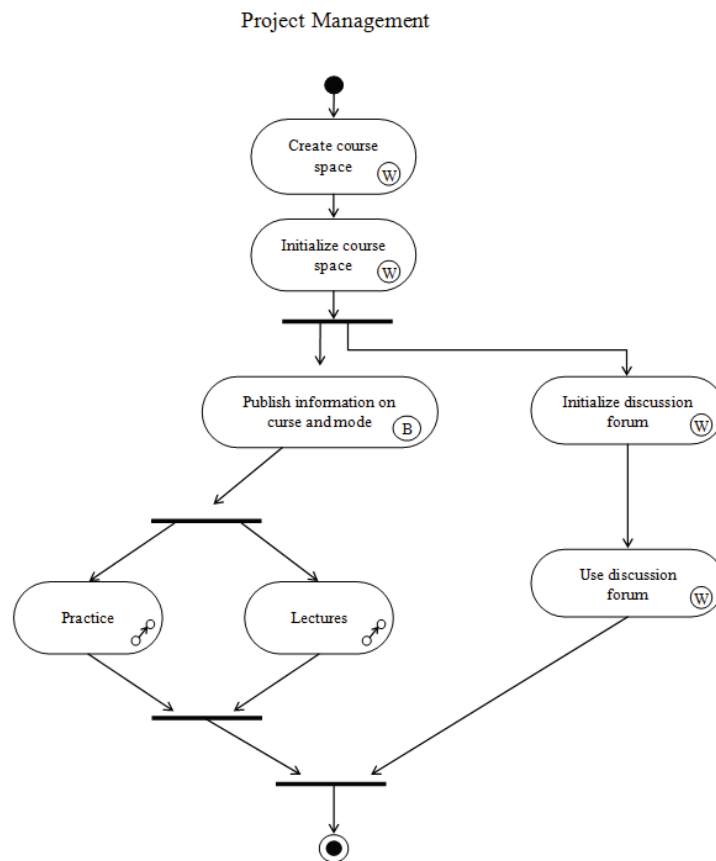 Project Management
Create course
space
W
Initialize course
space
W
Publish information on
curse and mode
B
Initialize discussion
forum
W
Practice
Lectures
Use discussion
forum
W